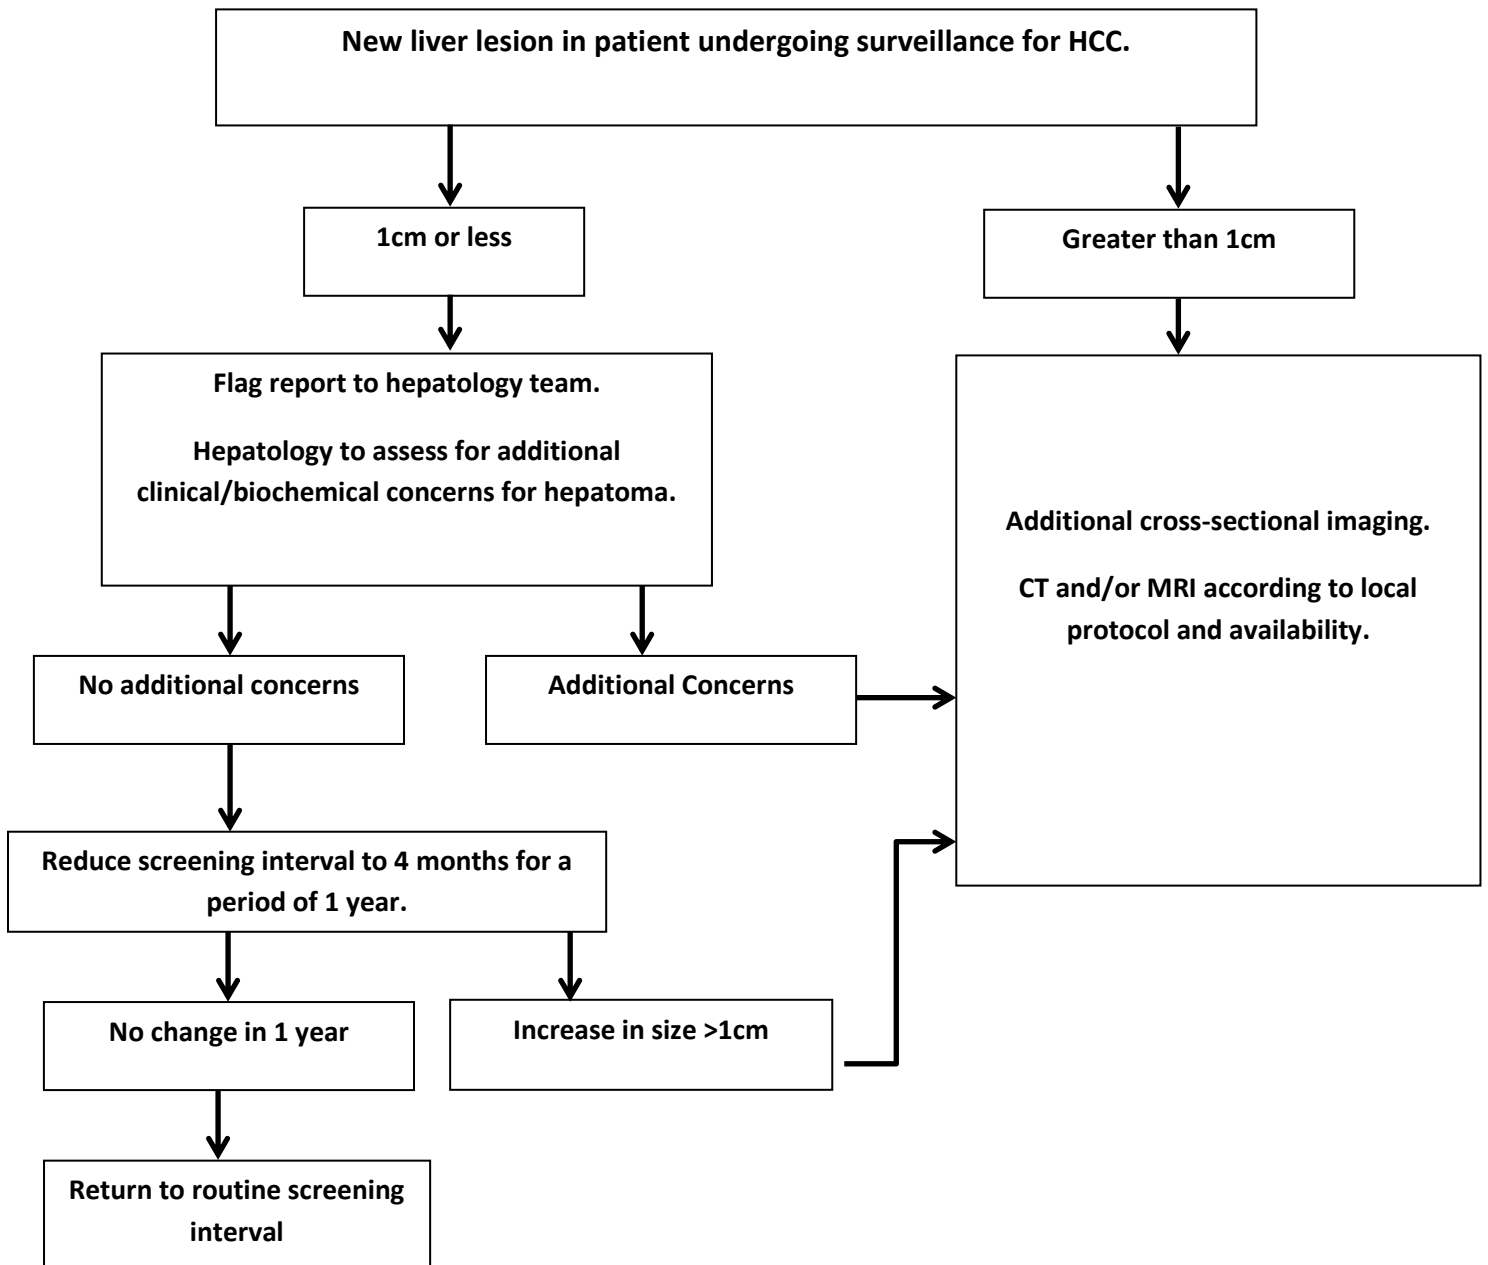 New liver lesion in patient undergoing surveillance for HCC.
1cm or less
Greater than 1cm
Flag report to hepatology team.
Hepatology to assess for additional
clinical/biochemical concerns for hepatoma.
Additional cross-sectional imaging.
CT and/or MRI according to local
protocol and availability.
No additional concerns
Additional Concerns
Reduce screening interval to 4 months for a
period of 1 year.
No change in 1 year
Increase in size >1cm
Return to routine screening
interval